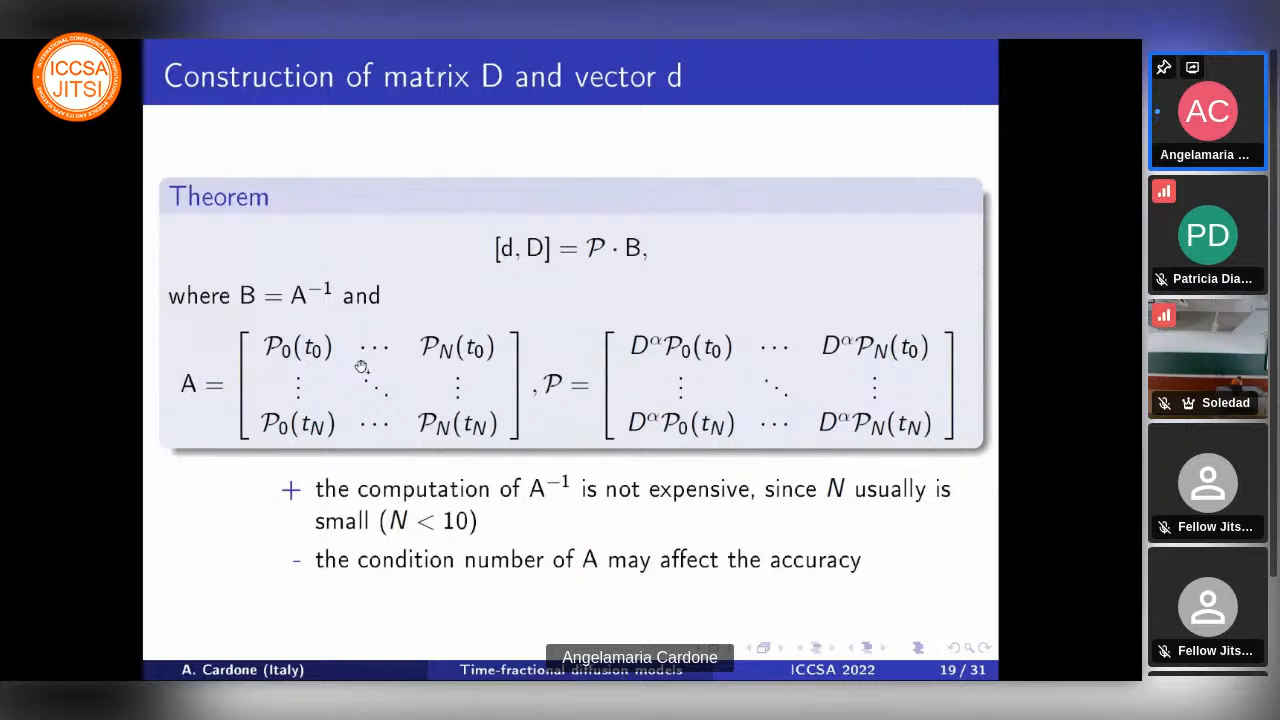 ICCSA
JITSI
Construction of matrix D and vector d
Theorem
[d, D] = 𝒫 · B,
where B = A⁻¹ and
A = [ 𝒫₀(t₀) ⋯ 𝒫_N(t₀) ; ⋮ ⋱ ⋮ ; 𝒫₀(t_N) ⋯ 𝒫_N(t_N) ] , 𝒫 = [ D^α𝒫₀(t₀) ⋯ D^α𝒫_N(t₀) ; ⋮ ⋱ ⋮ ; D^α𝒫₀(t_N) ⋯ D^α𝒫_N(t_N) ]
+ the computation of A⁻¹ is not expensive, since N usually is
small (N < 10)
- the condition number of A may affect the accuracy
Angelamaria Cardone
A. Cardone (Italy) Time-fractional diffusion models ICCSA 2022 19 / 31
AC
Angelamaria ...
PD
Patricia Dia...
Soledad
Fellow Jits...
Fellow Jits...